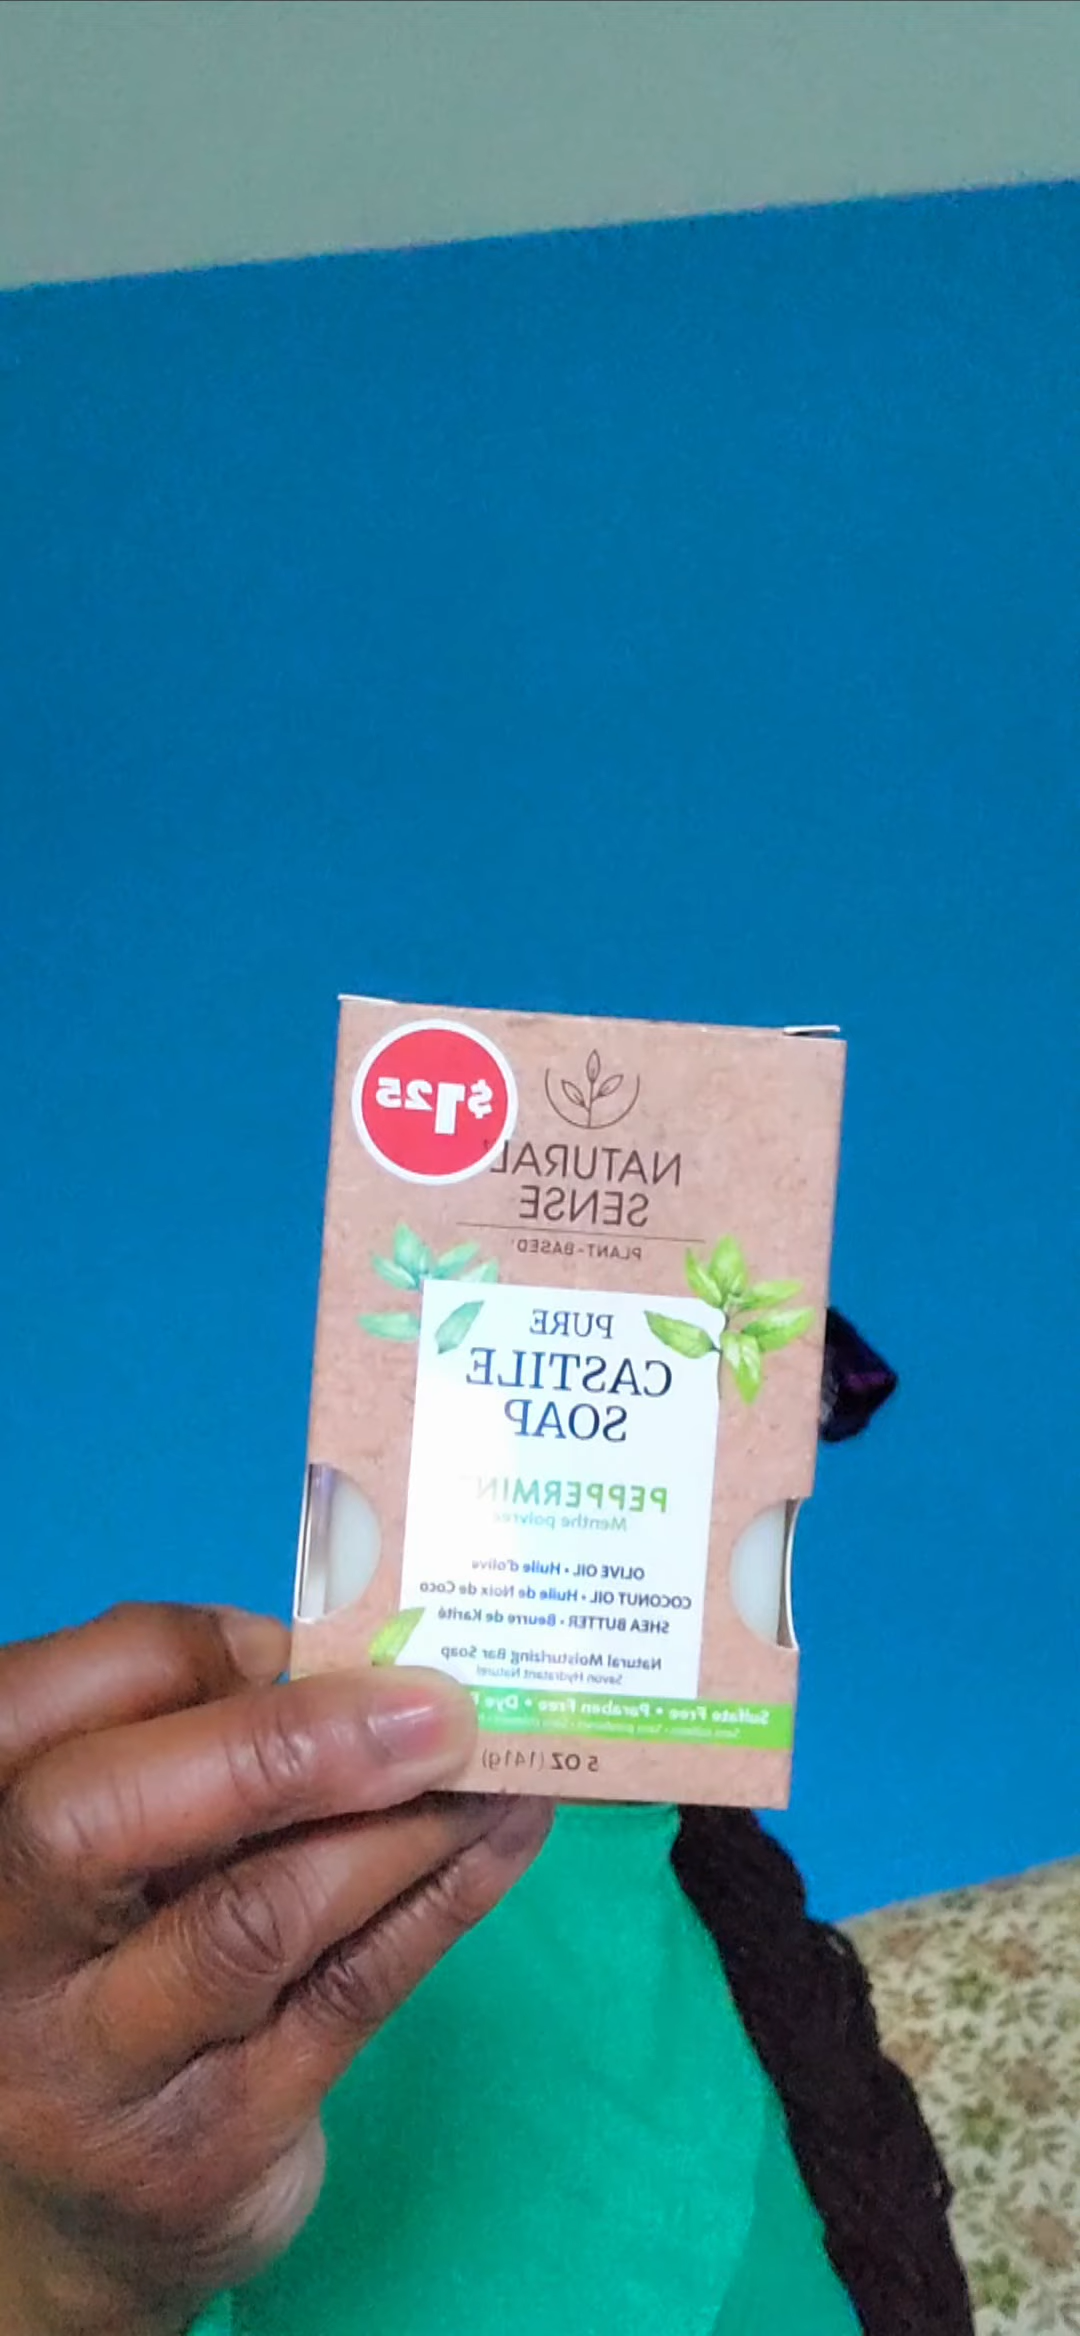 $125
NATURAL
SENSE
PLANT-BASED
PURE
CASTILE
SOAP
PEPPERMIN
Menthe poivrée
OLIVE OIL • Huile d'olive
COCONUT OIL • Huile de Noix de Coco
SHEA BUTTER • Beurre de Karité
Natural Moisturizing Bar Soap
Savon Hydratant Naturel
Sulfate Free • Paraben Free • Dye F
5 OZ (141g)